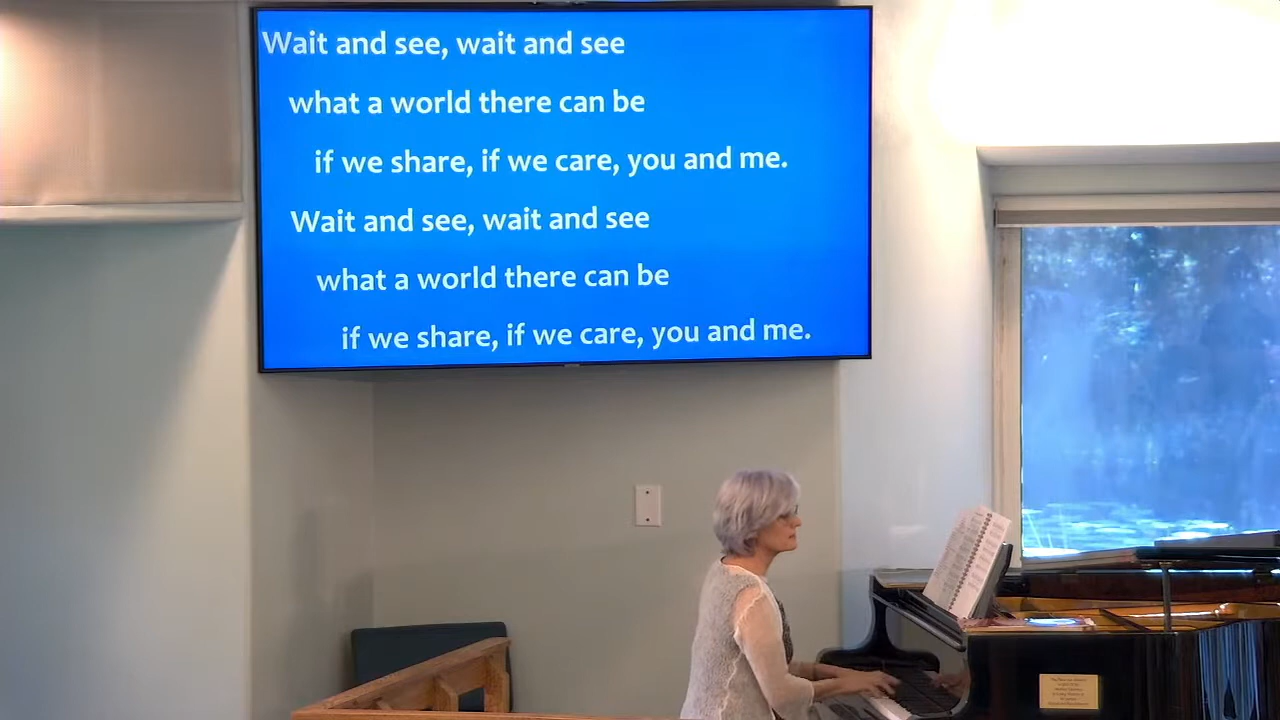 Wait and see, wait and see
what a world there can be
if we share, if we care, you and me.
Wait and see, wait and see
what a world there can be
if we share, if we care, you and me.